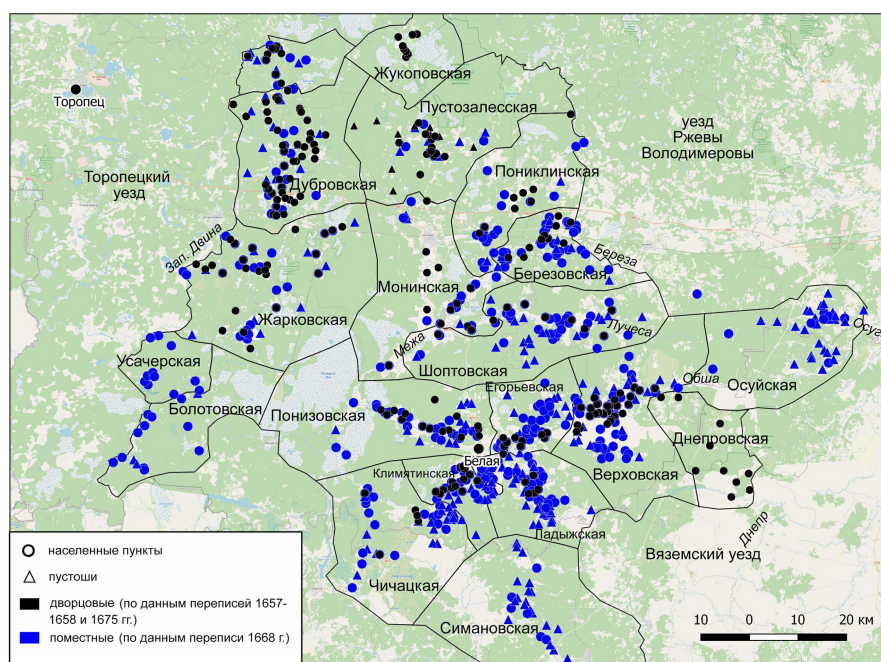 Жукоповская
Торопец
Пустозалесская
уезд
Ржевы
Володимеровы
Торопецкий
уезд
Дубровская
Пониклинская
Зап. Двина
Береза
Березовская
Монинская
Жарковская
Лучеса
Межа
Усачерская
Шоптовская
Осуга
Егорьевская
Обша
Осуйская
Болотовская
Понизовская
Днепровская
Белая
Климятинская
Верховская
Днепр
Ладыжская
Вяземский уезд
Чичацкая
Симановская
населенные пункты
пустоши
дворцовые (по данным переписей 1657-
1658 и 1675 гг.)
поместные (по данным переписи 1668 г.)
10 0 10 20 км